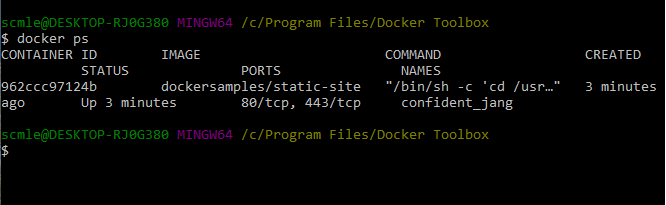 scmle@DESKTOP-RJ0G380 MINGW64 /c/Program Files/Docker Toolbox
$ docker ps
CONTAINER ID        IMAGE                       COMMAND                  CREATED
          STATUS              PORTS               NAMES
962ccc97124b        dockersamples/static-site   "/bin/sh -c 'cd /usr…"   3 minutes
ago       Up 3 minutes        80/tcp, 443/tcp     confident_jang
scmle@DESKTOP-RJ0G380 MINGW64 /c/Program Files/Docker Toolbox
$